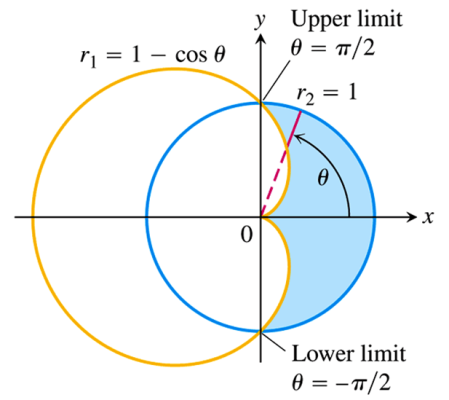 y
Upper limit
θ = π/2
r₁ = 1 − cos θ
r₂ = 1
θ
x
0
Lower limit
θ = −π/2